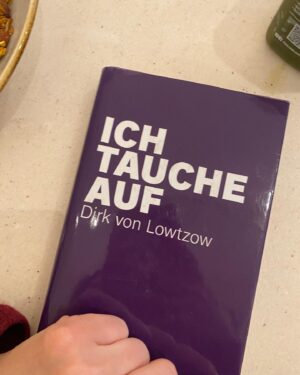 ICH
TAUCHE
AUF
Dirk von Lowtzow